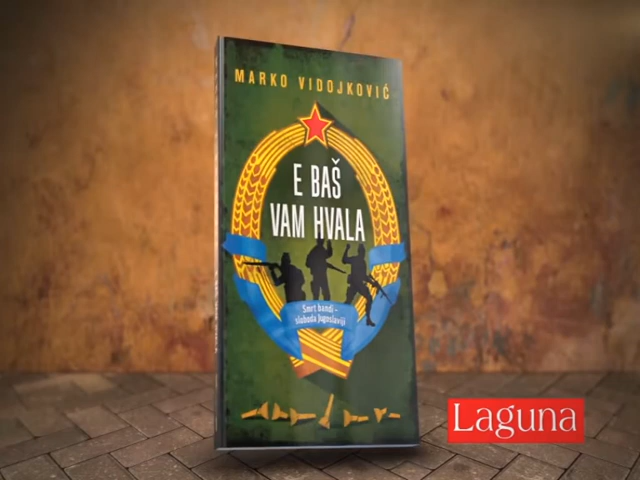 MARKO VIDOJKOVIĆ
E BAŠ
VAM HVALA
Smrt bandi –
sloboda Jugoslaviji
Laguna